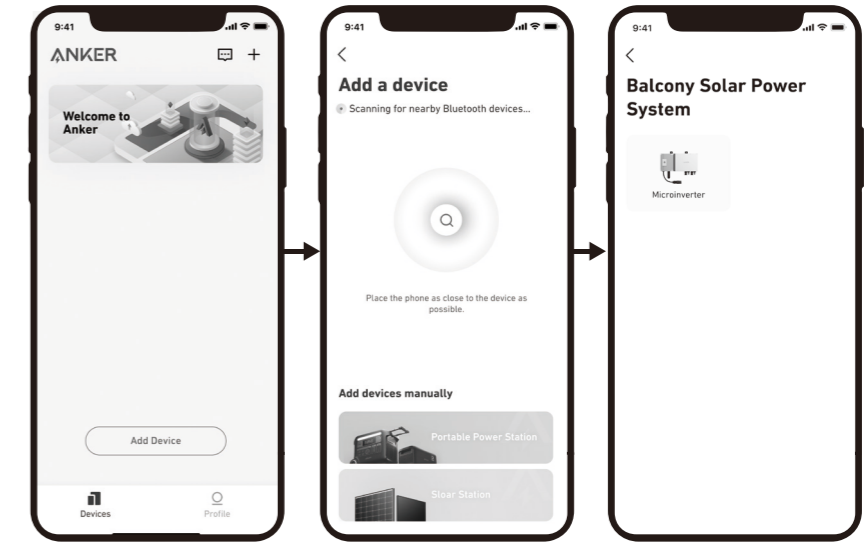 9:41
ANKER
Welcome to
Anker
Add Device
Devices
Profile
9:41
Add a device
Scanning for nearby Bluetooth devices...
Place the phone as close to the device as
possible.
Add devices manually
Portable Power Station
Sloar Station
9:41
Balcony Solar Power
System
Microinverter